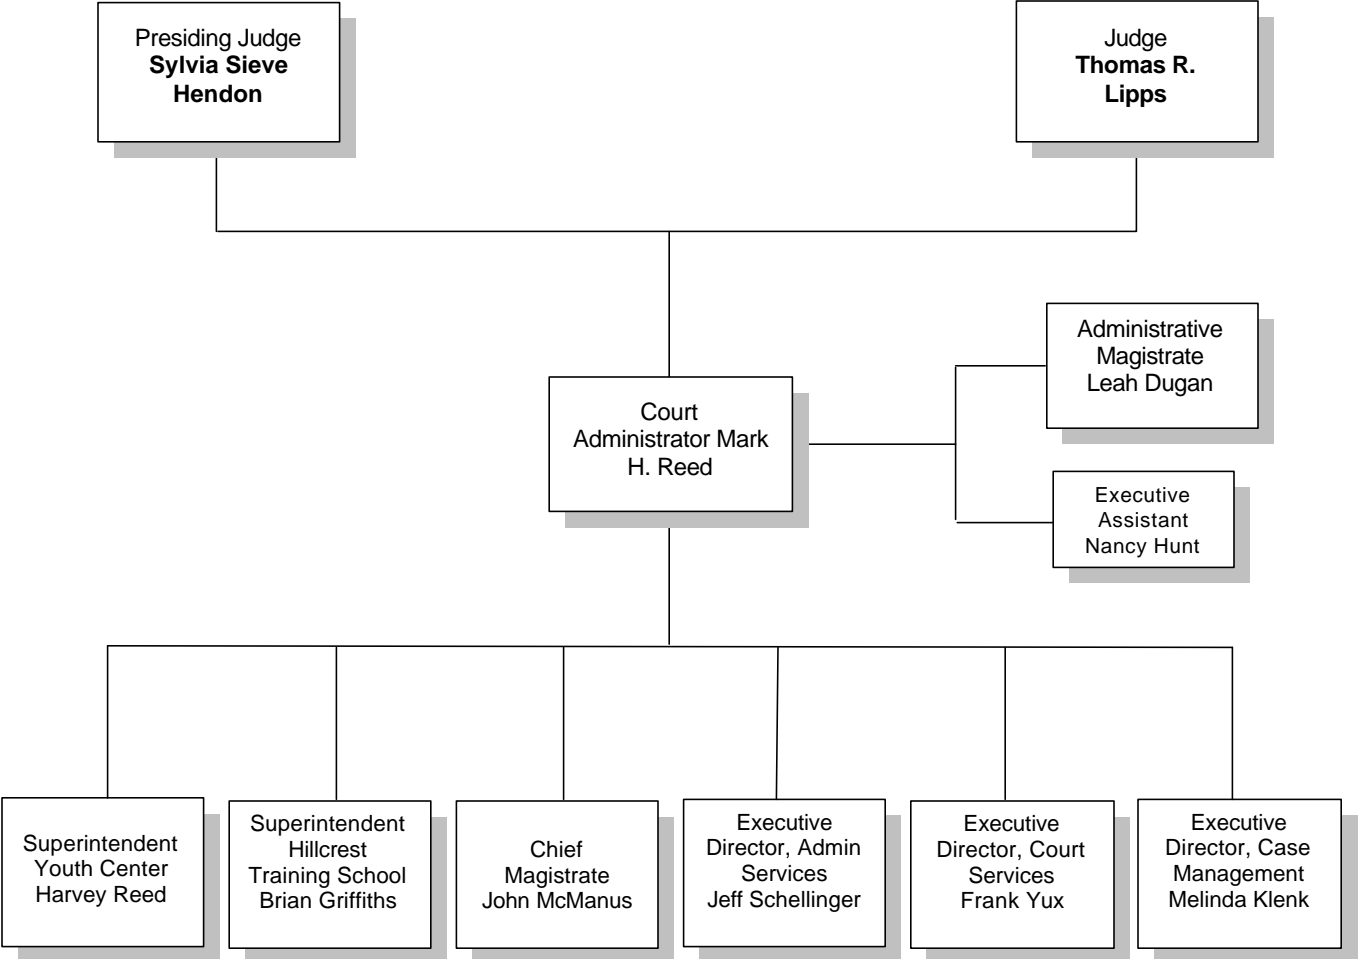 Presiding Judge
Sylvia Sieve
Hendon
Judge
Thomas R.
Lipps
Administrative
Magistrate
Leah Dugan
Court
Administrator Mark
H. Reed
Executive
Assistant
Nancy Hunt
Superintendent
Youth Center
Harvey Reed
Superintendent
Hillcrest
Training School
Brian Griffiths
Chief
Magistrate
John McManus
Executive
Director, Admin
Services
Jeff Schellinger
Executive
Director, Court
Services
Frank Yux
Executive
Director, Case
Management
Melinda Klenk